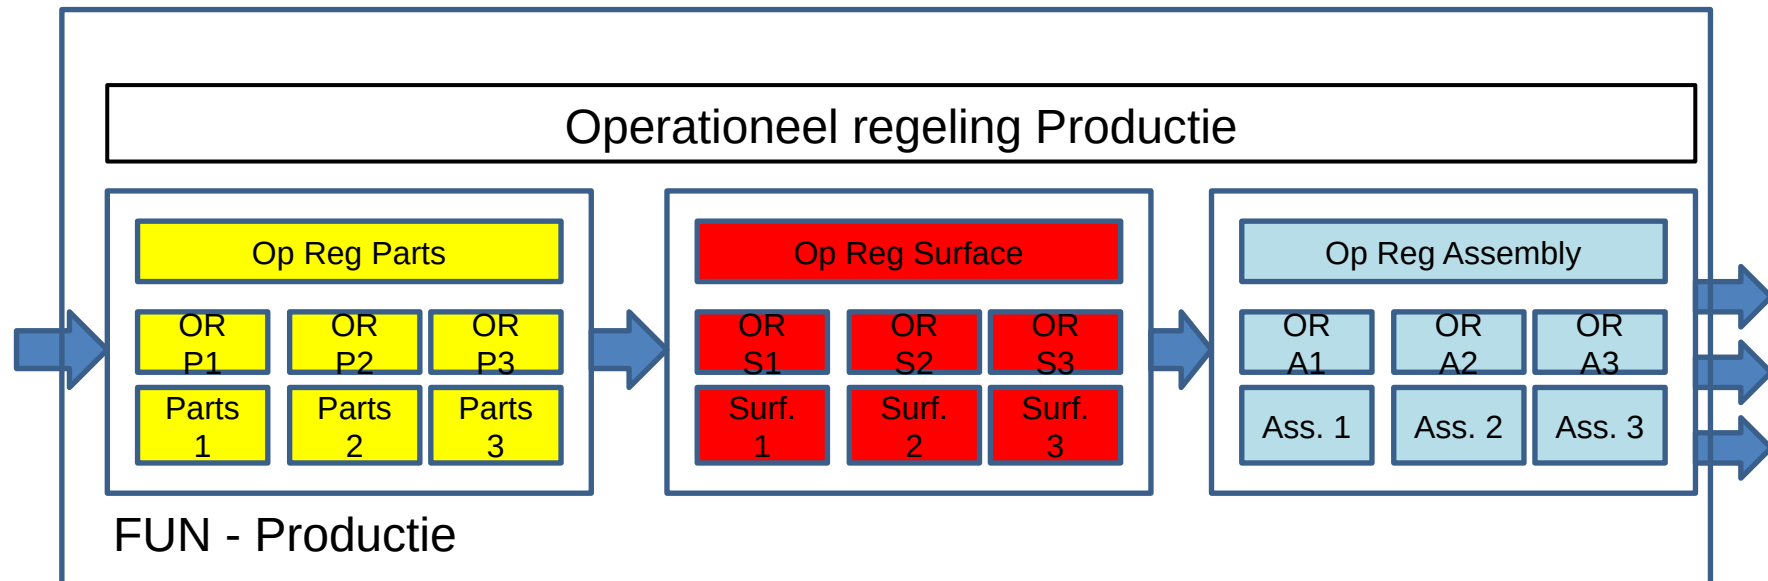 Operationeel regeling Productie
Op Reg Parts
OR
P1
OR
P2
OR
P3
Parts
1
Parts
2
Parts
3
Op Reg Surface
OR
S1
OR
S2
OR
S3
Surf.
1
Surf.
2
Surf.
3
Op Reg Assembly
OR
A1
OR
A2
OR
A3
Ass. 1
Ass. 2
Ass. 3
FUN - Productie